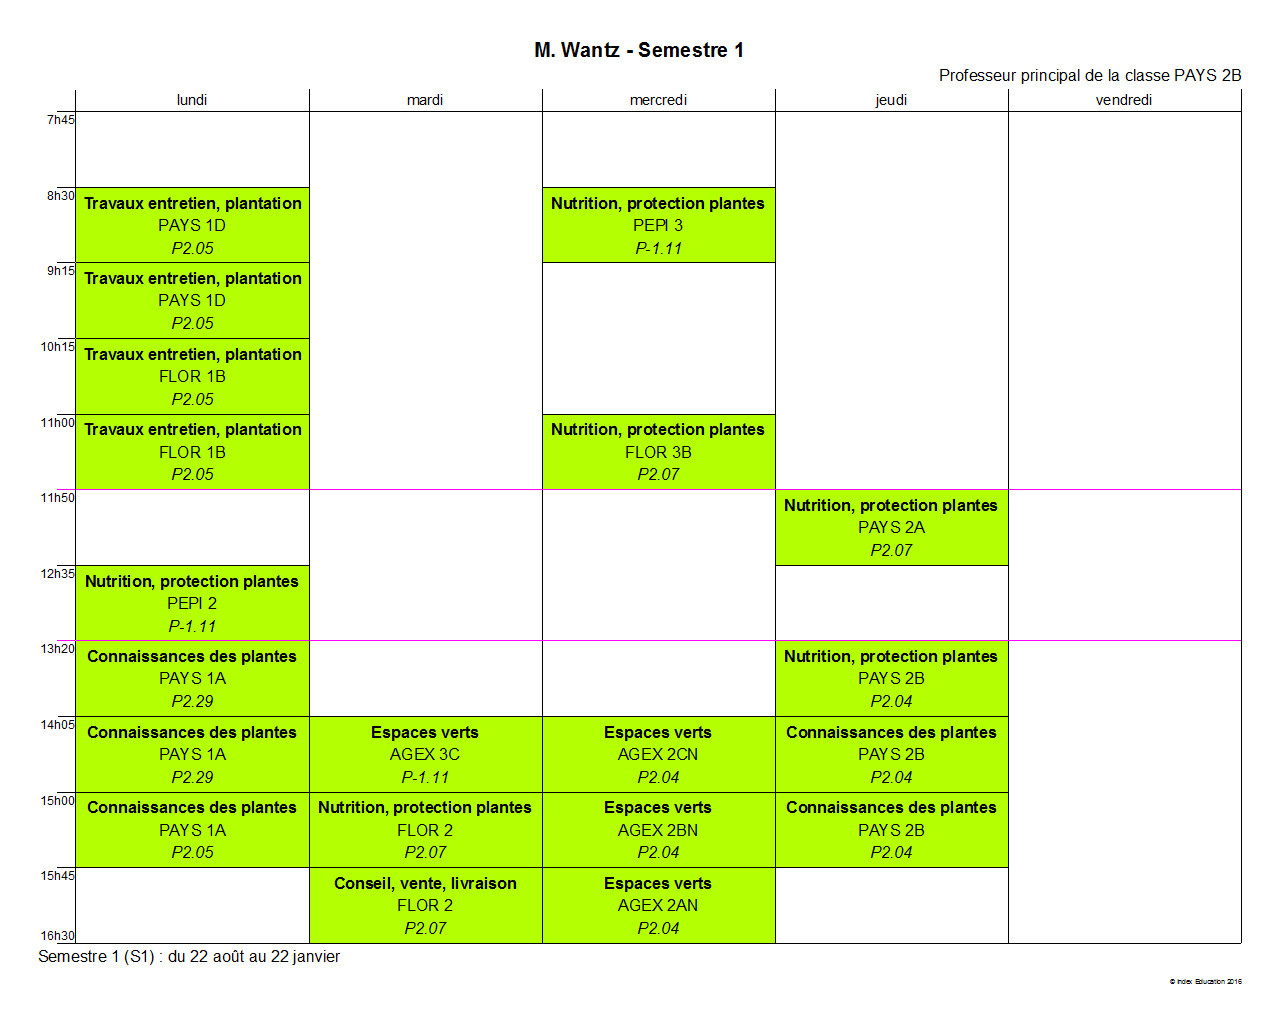 M. Wantz - Semestre 1
Professeur principal de la classe PAYS 2B
lundi mardi mercredi jeudi vendredi
7h45
8h30
Travaux entretien, plantation Nutrition, protection plantes
PAYS 1D PEPI 3
P2.05 P-1.11
9h15
Travaux entretien, plantation
PAYS 1D
P2.05
10h15
Travaux entretien, plantation
FLOR 1B
P2.05
11h00
Travaux entretien, plantation Nutrition, protection plantes
FLOR 1B FLOR 3B
P2.05 P2.07
11h50
Nutrition, protection plantes
PAYS 2A
P2.07
12h35
Nutrition, protection plantes
PEPI 2
P-1.11
13h20
Connaissances des plantes Nutrition, protection plantes
PAYS 1A PAYS 2B
P2.29 P2.04
14h05
Connaissances des plantes Espaces verts Espaces verts Connaissances des plantes
PAYS 1A AGEX 3C AGEX 2CN PAYS 2B
P2.29 P-1.11 P2.04 P2.04
15h00
Connaissances des plantes Nutrition, protection plantes Espaces verts Connaissances des plantes
PAYS 1A FLOR 2 AGEX 2BN PAYS 2B
P2.05 P2.07 P2.04 P2.04
15h45
Conseil, vente, livraison Espaces verts
FLOR 2 AGEX 2AN
P2.07 P2.04
16h30
Semestre 1 (S1) : du 22 août au 22 janvier
© Index Education 2016